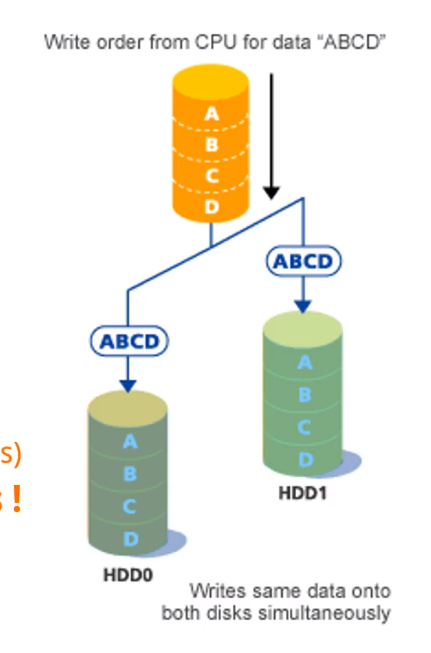 Write order from CPU for data “ABCD”
A
B
C
D
ABCD
ABCD
A
B
C
D
HDD1
s)
s !
A
B
C
D
HDD0
Writes same data onto
both disks simultaneously